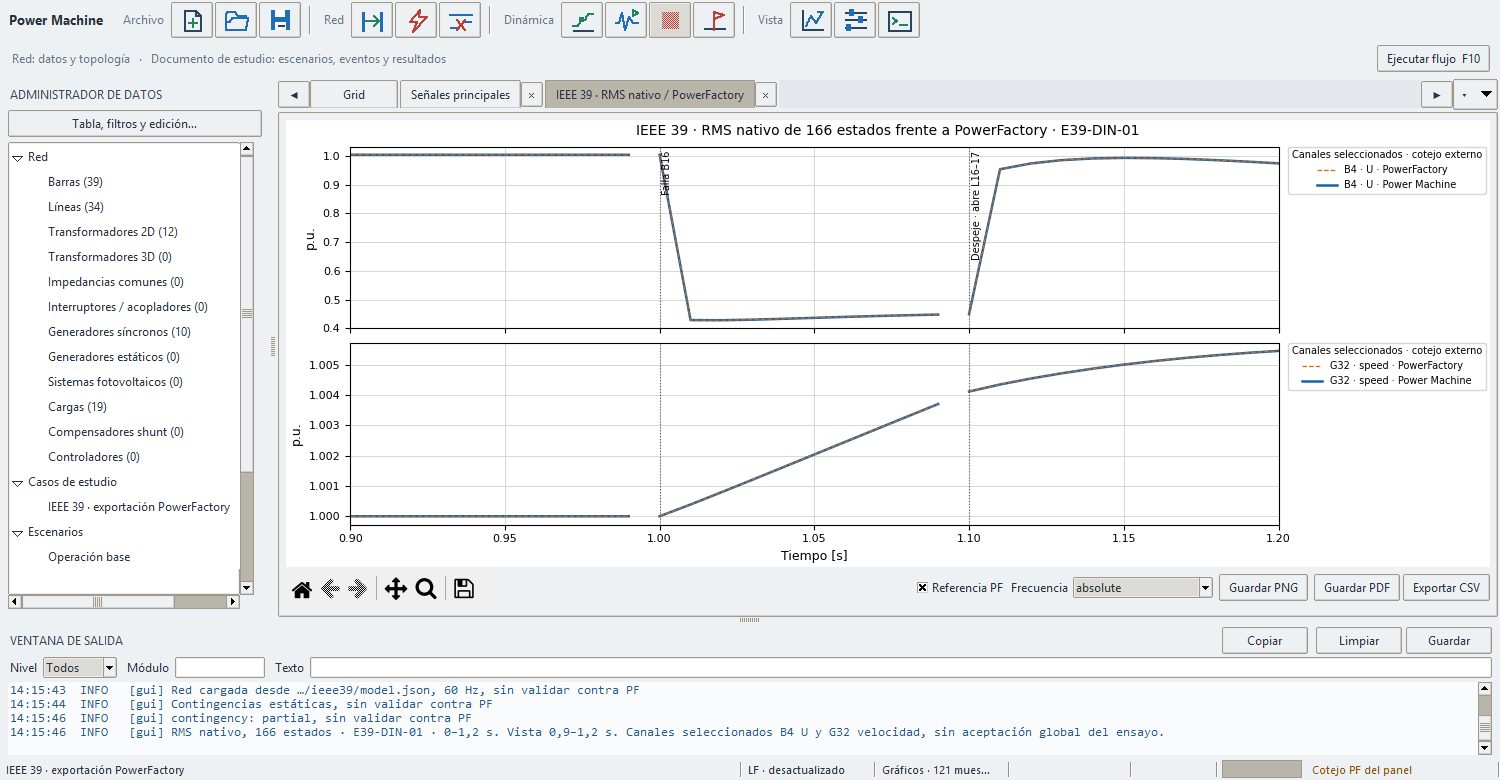 Power Machine Archivo Red Dinámica Vista
Red: datos y topología · Documento de estudio: escenarios, eventos y resultados
Ejecutar flujo F10
ADMINISTRADOR DE DATOS
Tabla, filtros y edición...
Red
Barras (39)
Líneas (34)
Transformadores 2D (12)
Transformadores 3D (0)
Impedancias comunes (0)
Interruptores / acopladores (0)
Generadores síncronos (10)
Generadores estáticos (0)
Sistemas fotovoltaicos (0)
Cargas (19)
Compensadores shunt (0)
Controladores (0)
Casos de estudio
IEEE 39 · exportación PowerFactory
Escenarios
Operación base
Grid
Señales principales ×
IEEE 39 · RMS nativo / PowerFactory ×
IEEE 39 · RMS nativo de 166 estados frente a PowerFactory · E39-DIN-01
1.0
0.9
0.8
0.7
0.6
0.5
0.4
p.u.
Falla B16
Despeje · abre L16–17
Canales seleccionados · cotejo externo
B4 · U · PowerFactory
B4 · U · Power Machine
1.005
1.004
1.003
1.002
1.001
1.000
p.u.
0.90 0.95 1.00 1.05 1.10 1.15 1.20
Tiempo [s]
Canales seleccionados · cotejo externo
G32 · speed · PowerFactory
G32 · speed · Power Machine
Referencia PF Frecuencia absolute Guardar PNG Guardar PDF Exportar CSV
VENTANA DE SALIDA Copiar Limpiar Guardar
Nivel Todos Módulo Texto
14:15:43 INFO [gui] Red cargada desde …/ieee39/model.json, 60 Hz, sin validar contra PF
14:15:44 INFO [gui] Contingencias estáticas, sin validar contra PF
14:15:46 INFO [gui] contingency: partial, sin validar contra PF
14:15:46 INFO [gui] RMS nativo, 166 estados · E39-DIN-01 · 0–1,2 s. Vista 0,9–1,2 s. Canales seleccionados B4 U y G32 velocidad, sin aceptación global del ensayo.
IEEE 39 · exportación PowerFactory LF · desactualizado Gráficos · 121 mues... Cotejo PF del panel